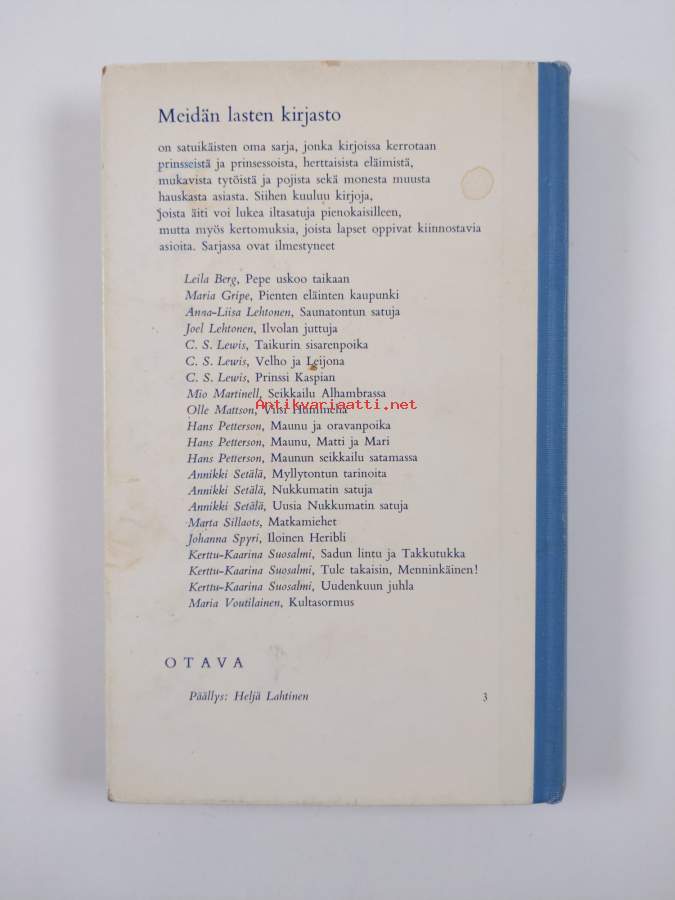 Meidän lasten kirjasto
on satuikäisten oma sarja, jonka kirjoissa kerrotaan
prinsseistä ja prinsessoista, herttaisista eläimistä,
mukavista tytöistä ja pojista sekä monesta muusta
hauskasta asiasta. Siihen kuuluu kirjoja,
joista äiti voi lukea iltasatuja pienokaisilleen,
mutta myös kertomuksia, joista lapset oppivat kiinnostavia
asioita. Sarjassa ovat ilmestyneet
Leila Berg, Pepe uskoo taikaan
Maria Gripe, Pienten eläinten kaupunki
Anna-Liisa Lehtonen, Saunatontun satuja
Joel Lehtonen, Ilvolan juttuja
C. S. Lewis, Taikurin sisarenpoika
C. S. Lewis, Velho ja Leijona
C. S. Lewis, Prinssi Kaspian
Mio Martinell, Seikkailu Alhambrassa
Antikvariaatti.net
Olle Mattson,
Hans Petterson, Maunu ja oravanpoika
Hans Petterson, Maunu, Matti ja Mari
Hans Petterson, Maunun seikkailu satamassa
Annikki Setälä, Myllytontun tarinoita
Annikki Setälä, Nukkumatin satuja
Annikki Setälä, Uusia Nukkumatin satuja
Marta Sillaots, Matkamiehet
Johanna Spyri, Iloinen Heribli
Kerttu-Kaarina Suosalmi, Sadun lintu ja Takkutukka
Kerttu-Kaarina Suosalmi, Tule takaisin, Menninkäinen!
Kerttu-Kaarina Suosalmi, Uudenkuun juhla
Maria Voutilainen, Kultasormus
OTAVA
Päällys: Heljä Lahtinen 3